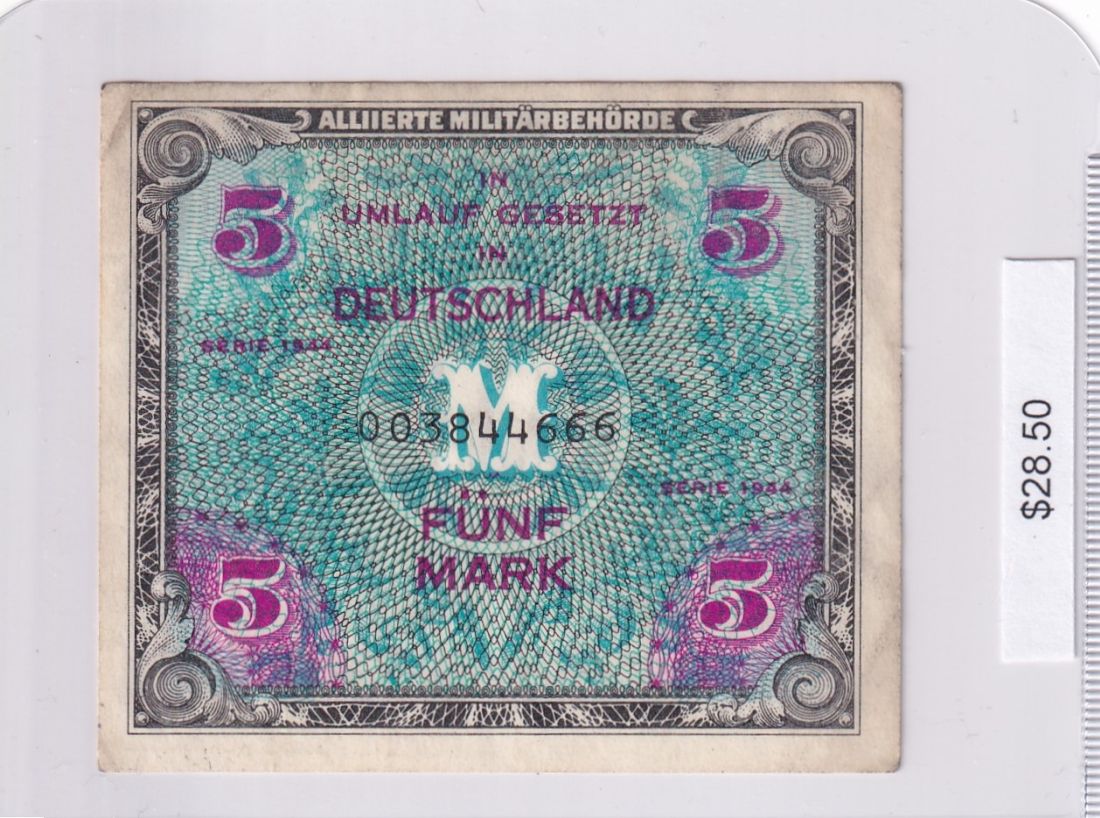 ALLIIERTE MILITÄRBEHÖRDE
5 5
IN
UMLAUF GESETZT
IN
DEUTSCHLAND
SERIE 1944
M
003844666
SERIE 1944
FÜNF
MARK
5 5
$28.50